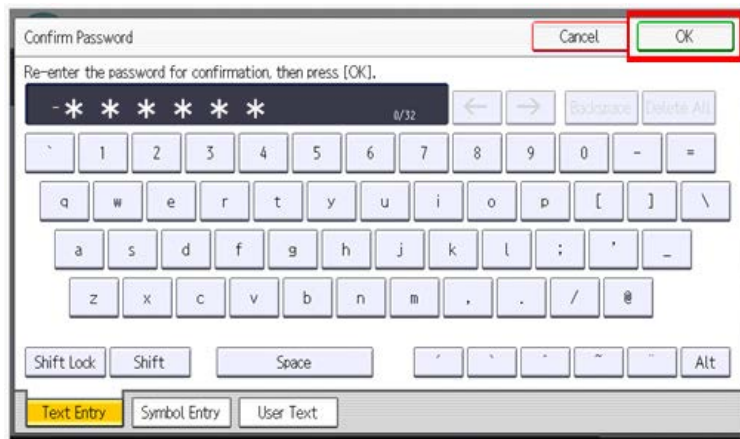 Confirm Password
Cancel
OK
Re-enter the password for confirmation, then press [OK].
-* * * * * *
0/32
← → Backspace Delete All
` 1 2 3 4 5 6 7 8 9 0 - =
q w e r t y u i o p [ ] \
a s d f g h j k l ; ' _
z x c v b n m , . / @
Shift Lock Shift Space ´ ` ^ ~ ¨ Alt
Text Entry Symbol Entry User Text